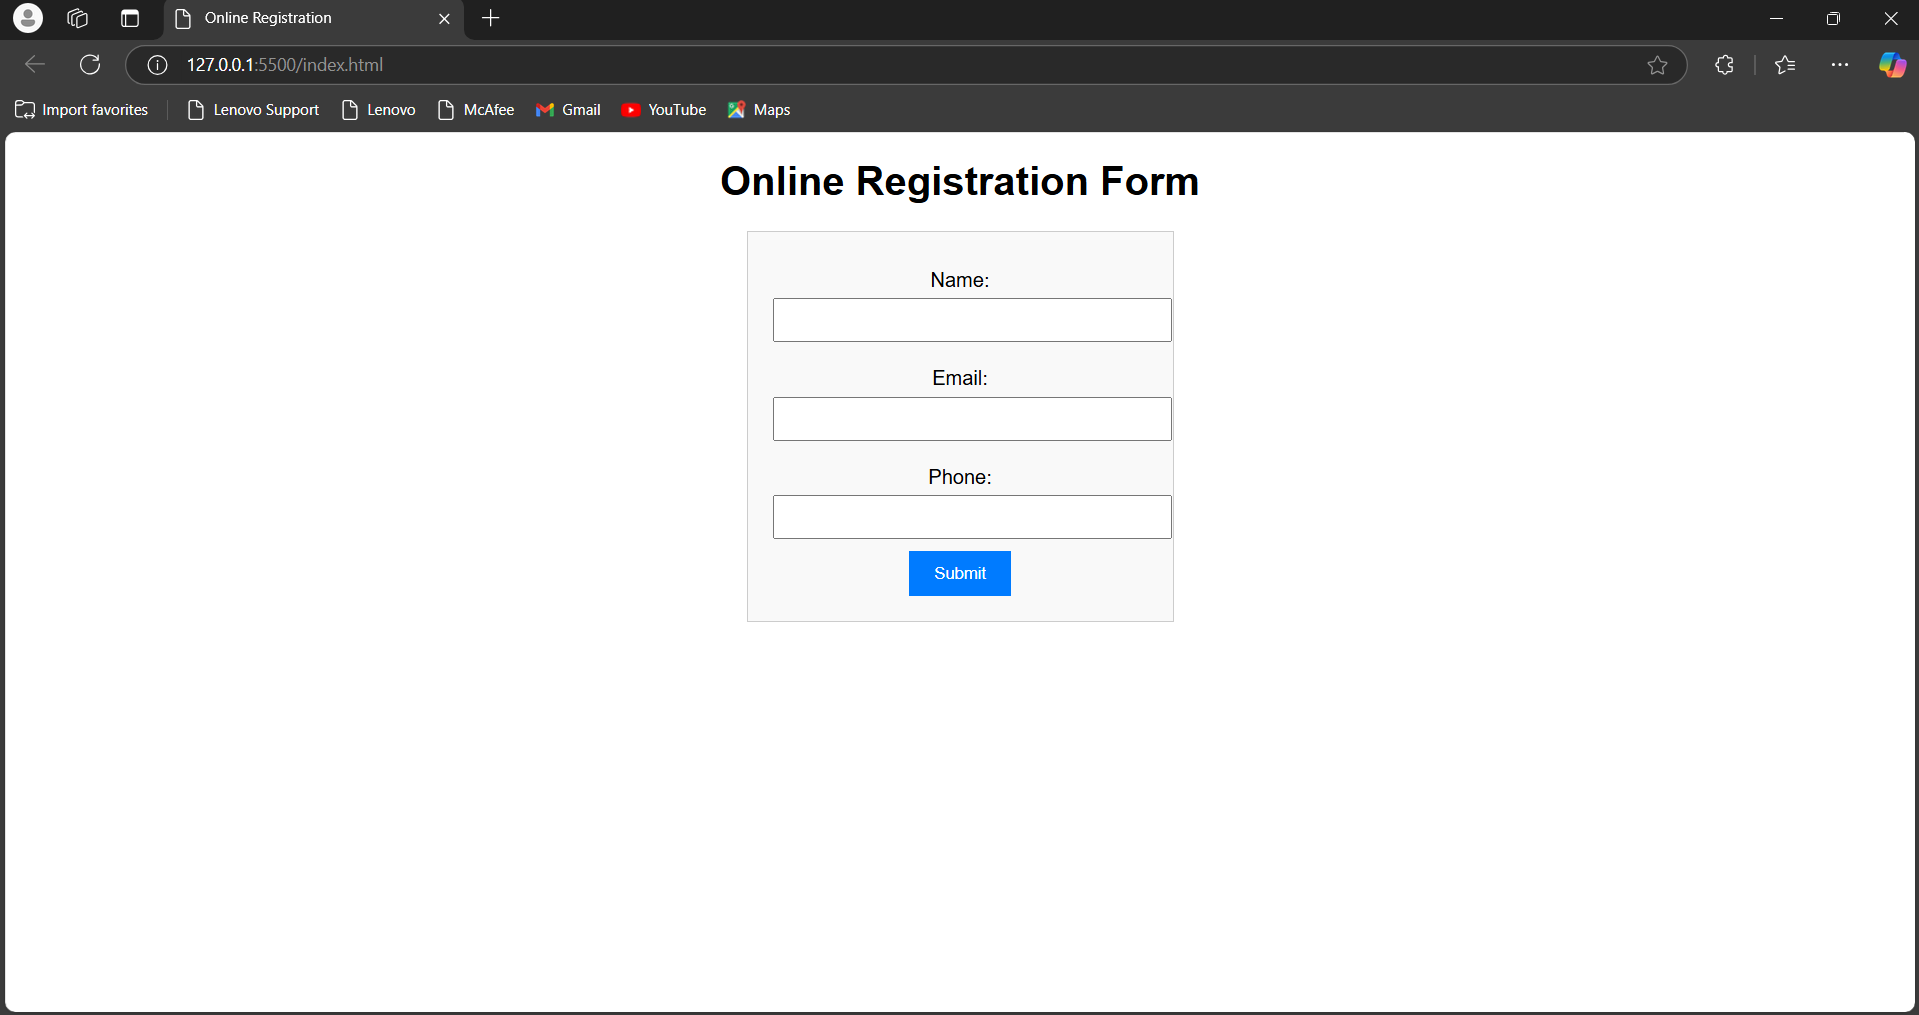 Online Registration
127.0.0.1:5500/index.html
Import favorites Lenovo Support Lenovo McAfee Gmail YouTube Maps
Online Registration Form
Name:
Email:
Phone:
Submit